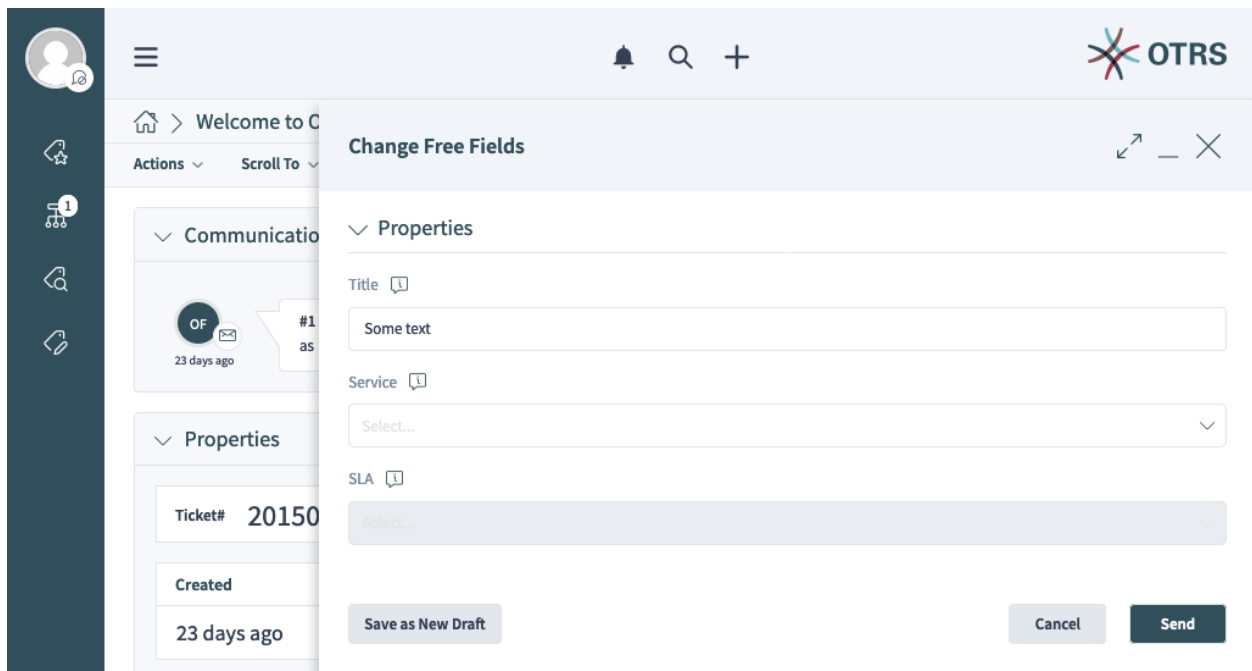 OTRS
Welcome to O
Actions Scroll To
1
Communicatio
OF
23 days ago
#1
as
Properties
Ticket# 20150
Created
23 days ago
Change Free Fields
Properties
Title
Some text
Service
Select...
SLA
Select...
Save as New Draft Cancel Send